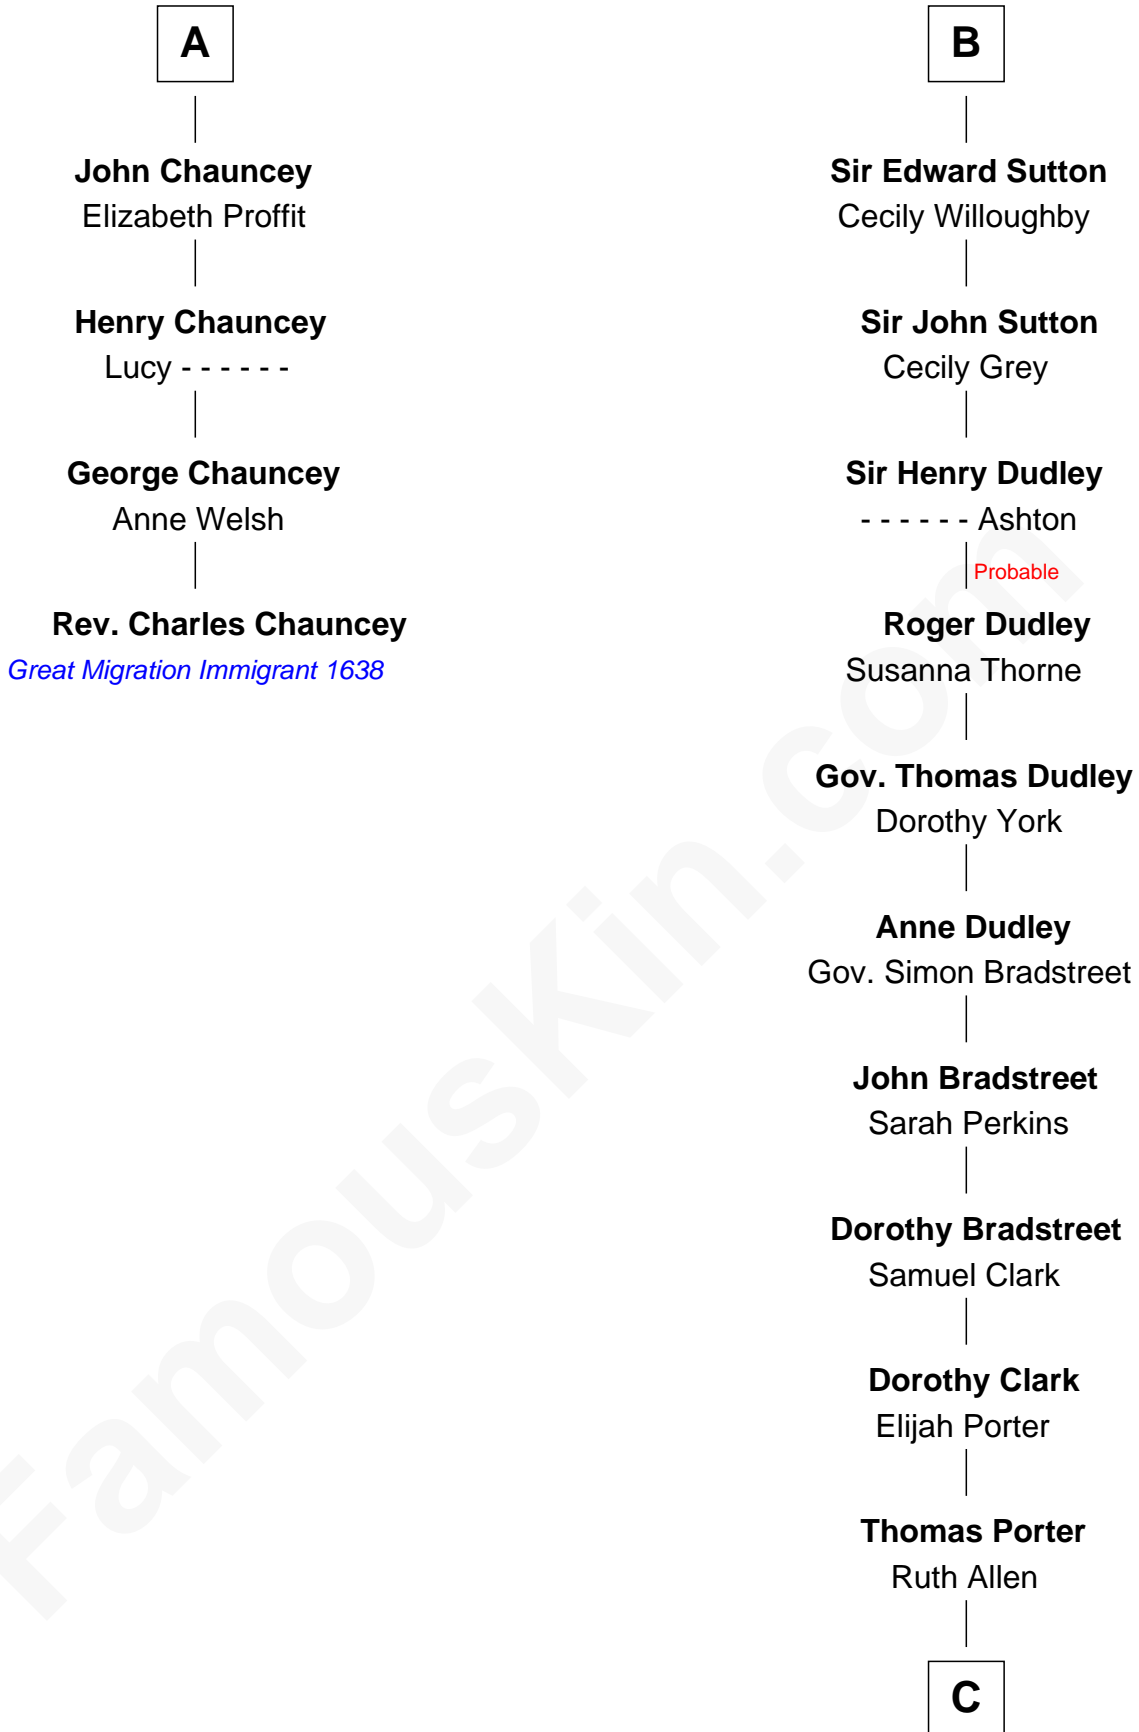 A
John Chauncey
Elizabeth Proffit
Henry Chauncey
Lucy - - - - - -
George Chauncey
Anne Welsh
Rev. Charles Chauncey
Great Migration Immigrant 1638
B
Sir Edward Sutton
Cecily Willoughby
Sir John Sutton
Cecily Grey
Sir Henry Dudley
- - - - - - Ashton
Probable
Roger Dudley
Susanna Thorne
Gov. Thomas Dudley
Dorothy York
Anne Dudley
Gov. Simon Bradstreet
John Bradstreet
Sarah Perkins
Dorothy Bradstreet
Samuel Clark
Dorothy Clark
Elijah Porter
Thomas Porter
Ruth Allen
C
FamousKin.com